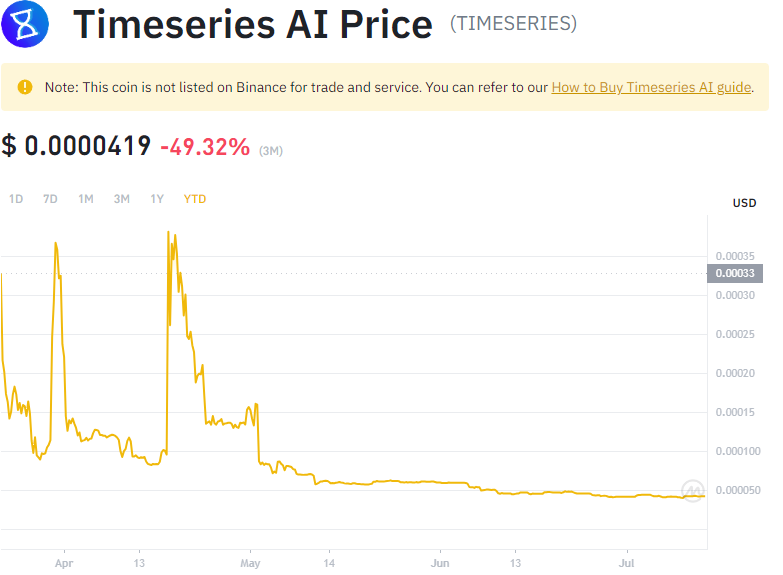 Timeseries AI Price (TIMESERIES)
Note: This coin is not listed on Binance for trade and service. You can refer to our How to Buy Timeseries AI guide.
$ 0.0000419 -49.32% (3M)
1D 7D 1M 3M 1Y YTD
USD
0.00035
0.00033
0.00030
0.00025
0.00020
0.00015
0.000100
0.000050
Apr 13 May 14 Jun 13 Jul